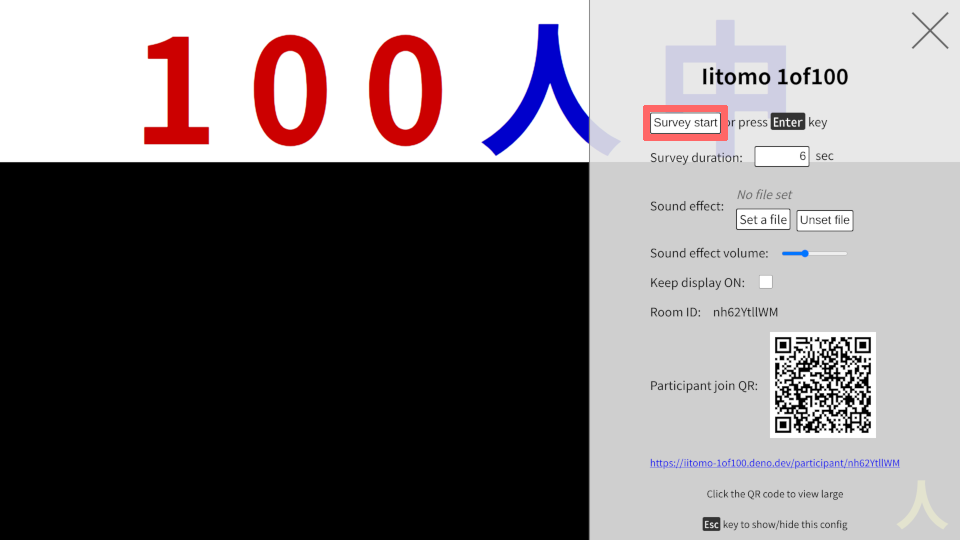 100人中
Iitomo 1of100
Survey start or press Enter key
Survey duration: 6 sec
No file set
Sound effect:
Set a file Unset file
Sound effect volume:
Keep display ON:
Room ID: nh62YtllWM
Participant join QR:
https://iitomo-1of100.deno.dev/participant/nh62YtllWM
Click the QR code to view large
人
Esc key to show/hide this config